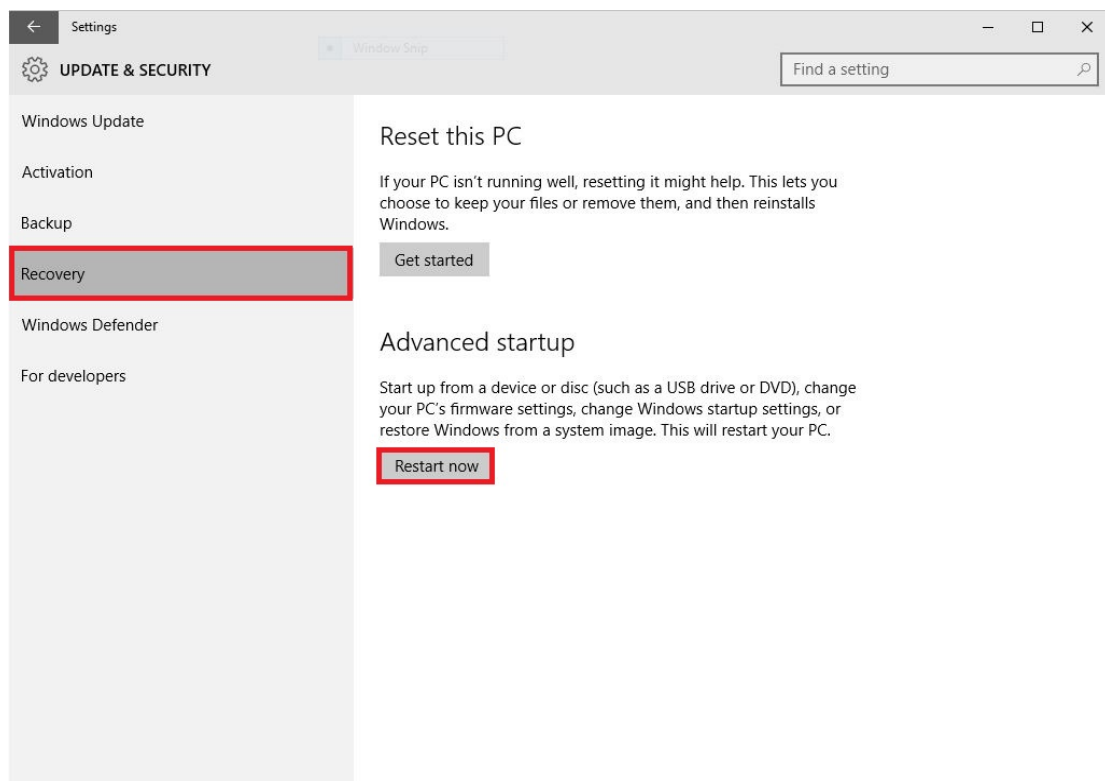 Settings
Window Snip
UPDATE & SECURITY
Find a setting
Windows Update
Activation
Backup
Recovery
Windows Defender
For developers
Reset this PC
If your PC isn't running well, resetting it might help. This lets you
choose to keep your files or remove them, and then reinstalls
Windows.
Get started
Advanced startup
Start up from a device or disc (such as a USB drive or DVD), change
your PC's firmware settings, change Windows startup settings, or
restore Windows from a system image. This will restart your PC.
Restart now